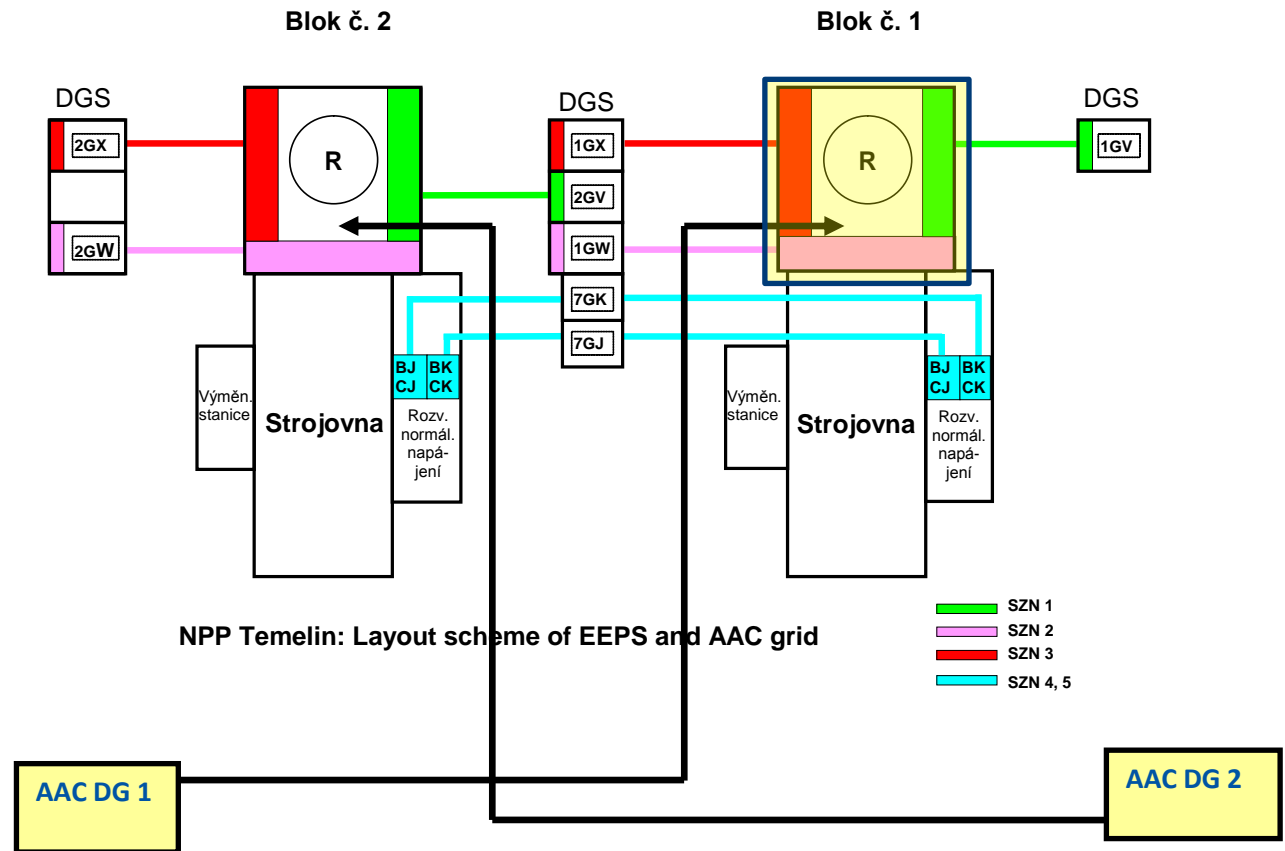 Blok č. 2
Blok č. 1
DGS
DGS
DGS
2GX
2GW
R
1GX
2GV
1GW
7GK
7GJ
R
1GV
BJ BK
CJ CK
Výměn.
stanice
Strojovna
Rozv.
normál.
napá-
jení
BJ BK
CJ CK
Výměn.
stanice
Strojovna
Rozv.
normál.
napá-
jení
NPP Temelin: Layout scheme of EEPS and AAC grid
SZN 1
SZN 2
SZN 3
SZN 4, 5
AAC DG 1
AAC DG 2